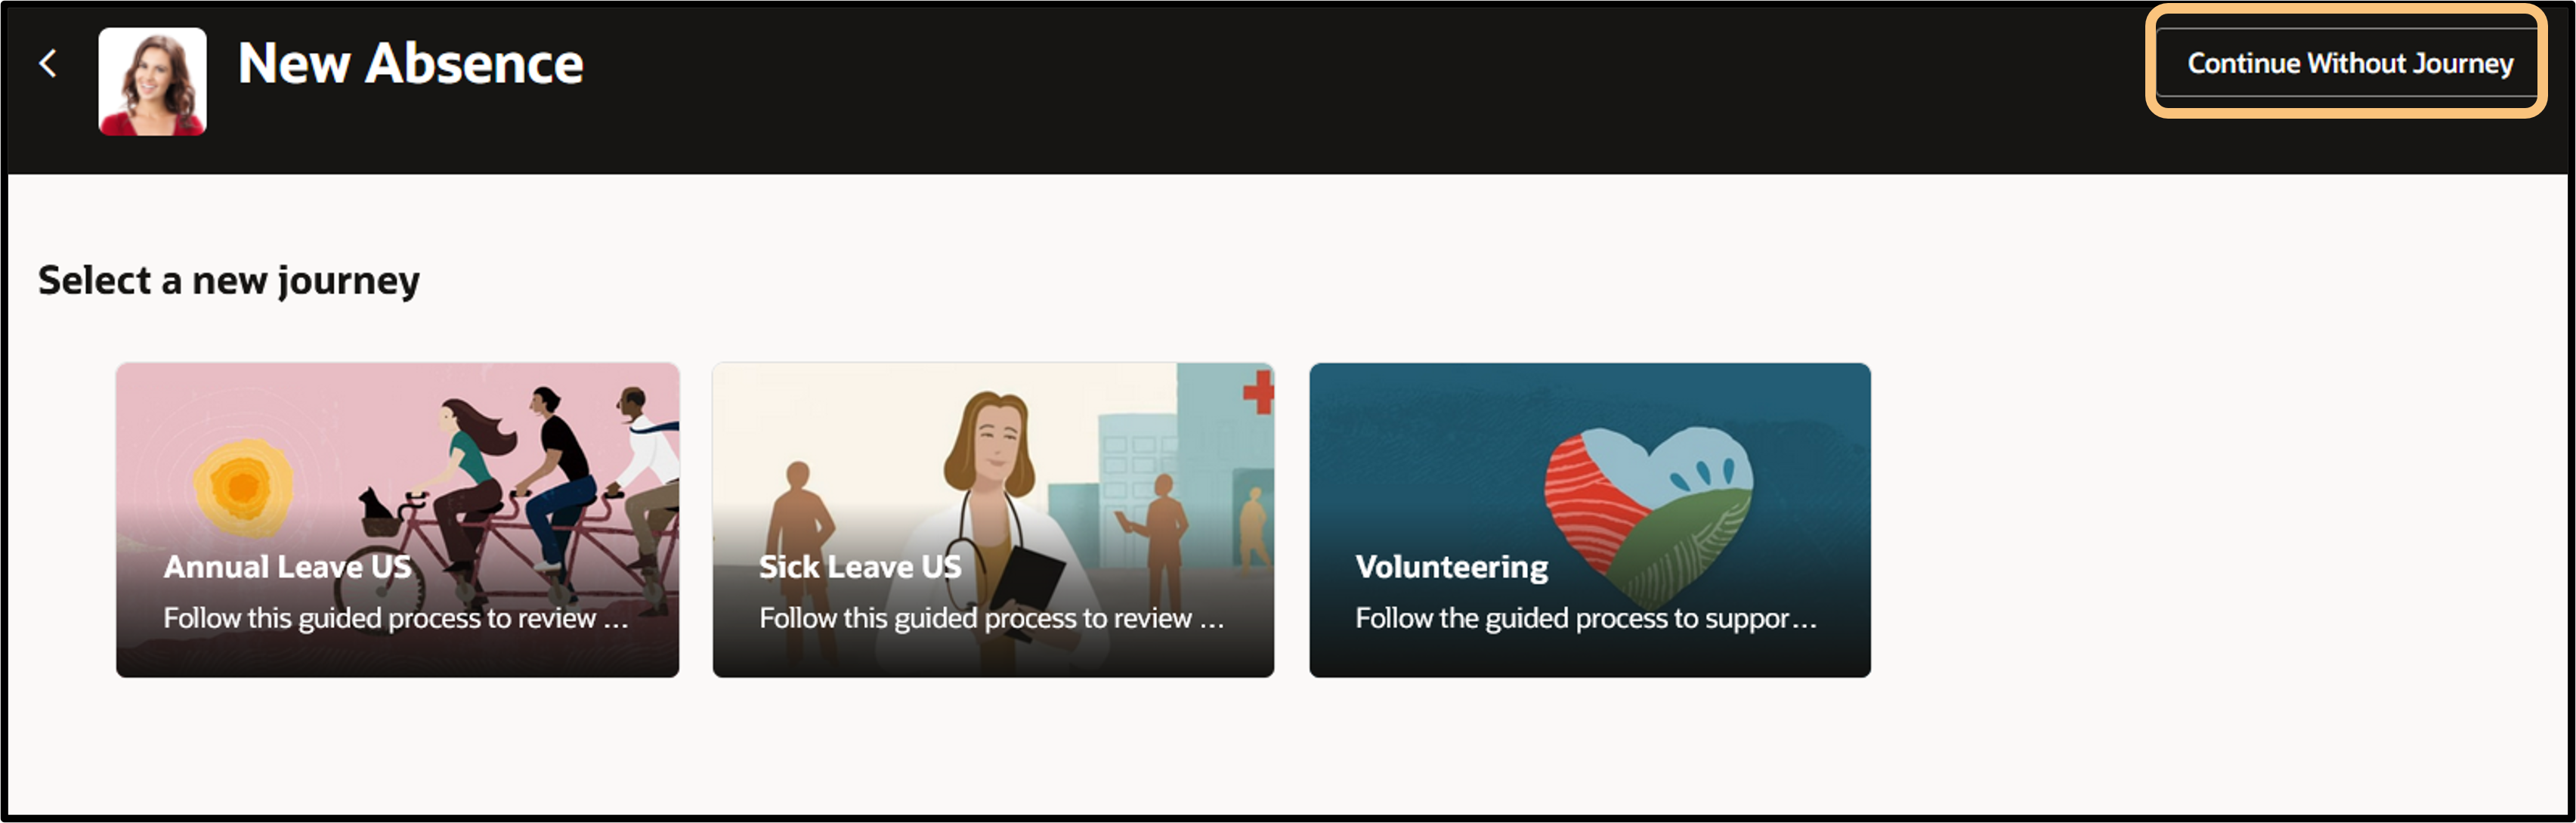 New Absence
Continue Without Journey
Select a new journey
Annual Leave US
Follow this guided process to review ...
Sick Leave US
Follow this guided process to review ...
Volunteering
Follow the guided process to suppor...